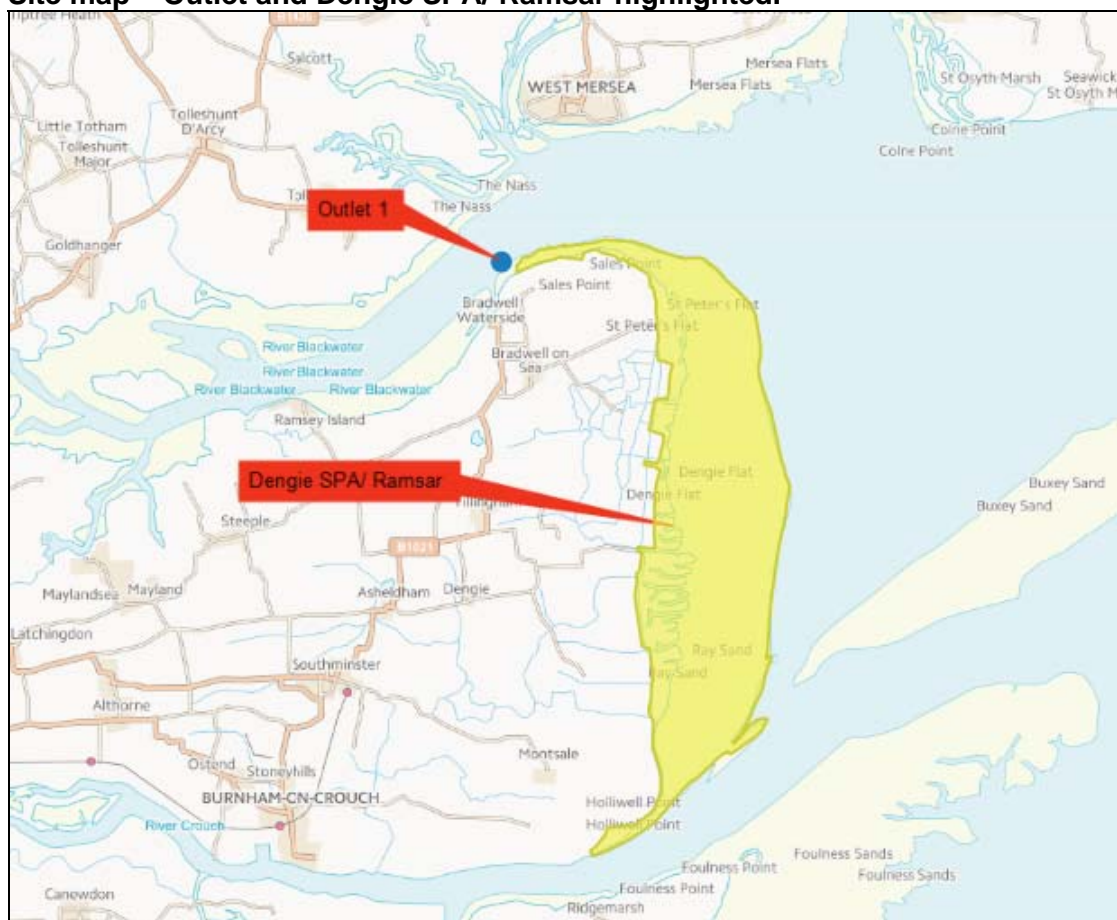 Site map – Outlet and Dengie SPA/ Ramsar highlighted.
Tiptree Heath
Salcott
WEST MERSEA
Mersea Flats
Mersea Flats
St Osyth Marsh
Seawick
St Osyth M
Little Totham
Tolleshunt
D'Arcy
Tolleshunt
Major
Colne Point
Colne Point
The Nass
The Nass
Outlet 1
Goldhanger
Sales Point
Sales Point
Bradwell
Waterside
St Peter's Flat
St Peter's Flat
River Blackwater
River Blackwater
River Blackwater
River Blackwater
Bradwell on
Sea
Ramsey Island
Dengie SPA/ Ramsar
Dengie Flat
Dengie Flat
Buxey Sand
Buxey Sand
Steeple
B1021
Maylandsea
Mayland
Asheldham
Dengie
Latchingdon
Ray Sand
Ray Sand
Southminster
Althorne
Montsale
Ostend
Stoneyhills
BURNHAM-ON-CROUCH
Holliwell Point
Holliwell Point
River Crouch
Foulness Sands
Foulness Sands
Foulness Point
Foulness Point
Canewdon
Ridgemarsh